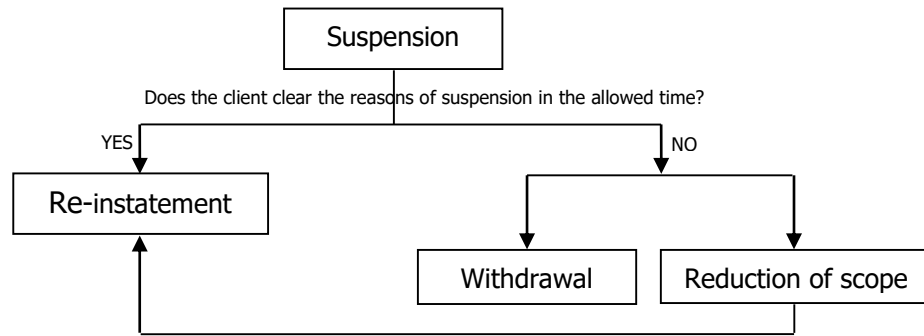 Suspension
Does the client clear the reasons of suspension in the allowed time?
YES
NO
Re-instatement
Withdrawal
Reduction of scope